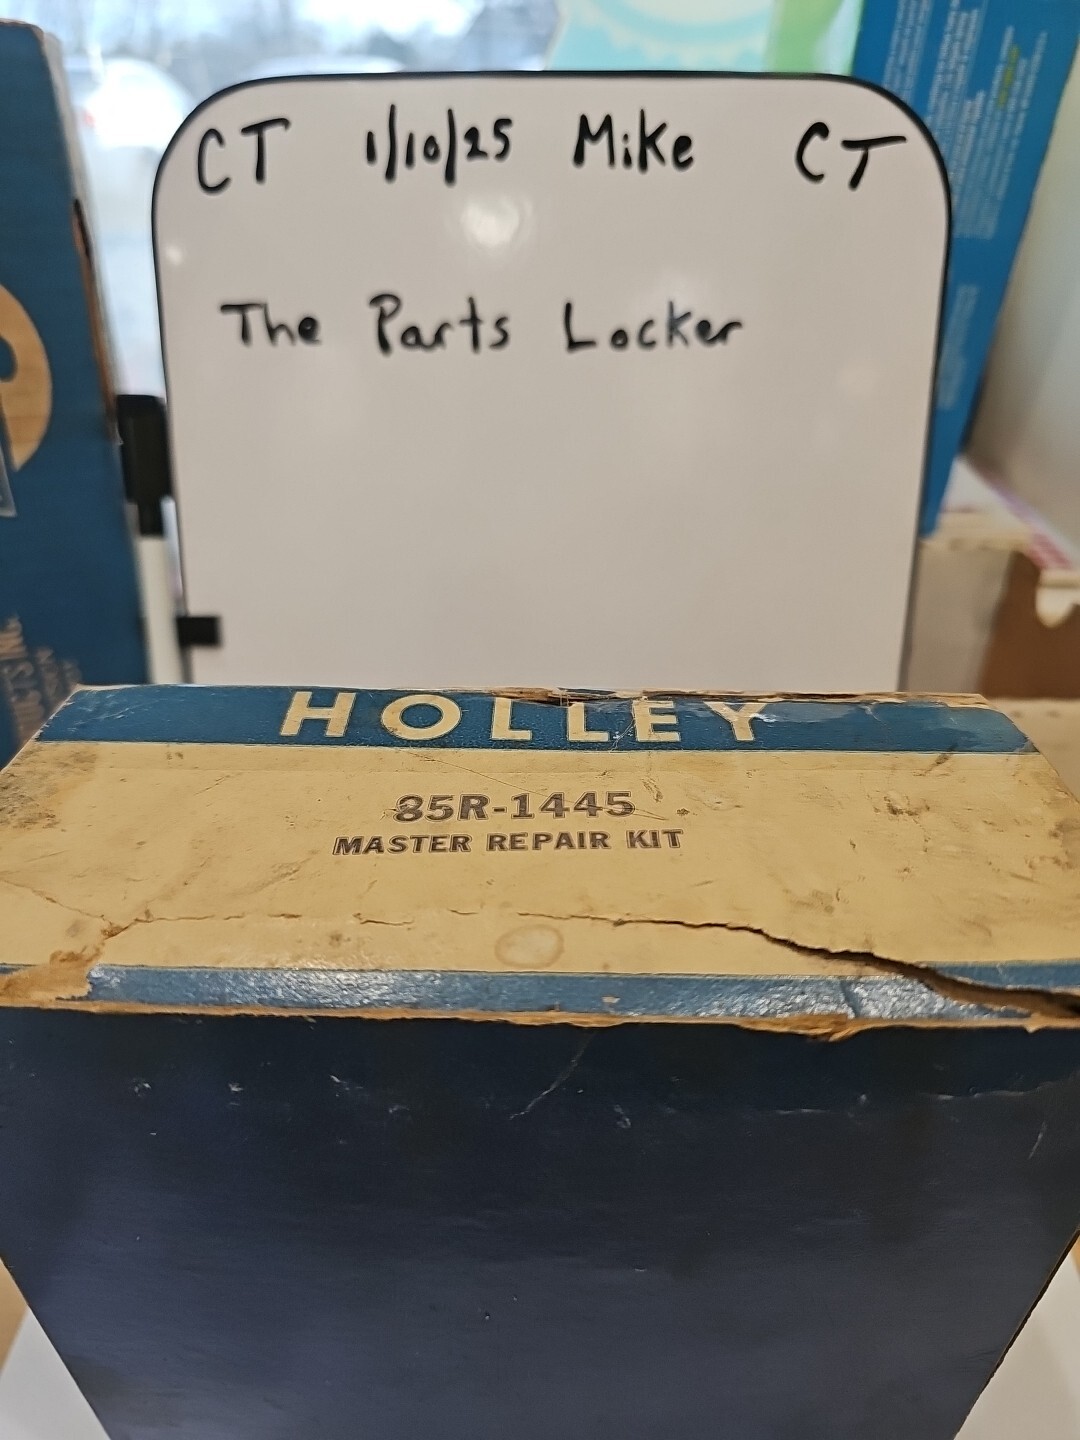 CT 1/10/25 Mike CT
The Parts Locker
HOLLEY
85R-1445
MASTER REPAIR KIT